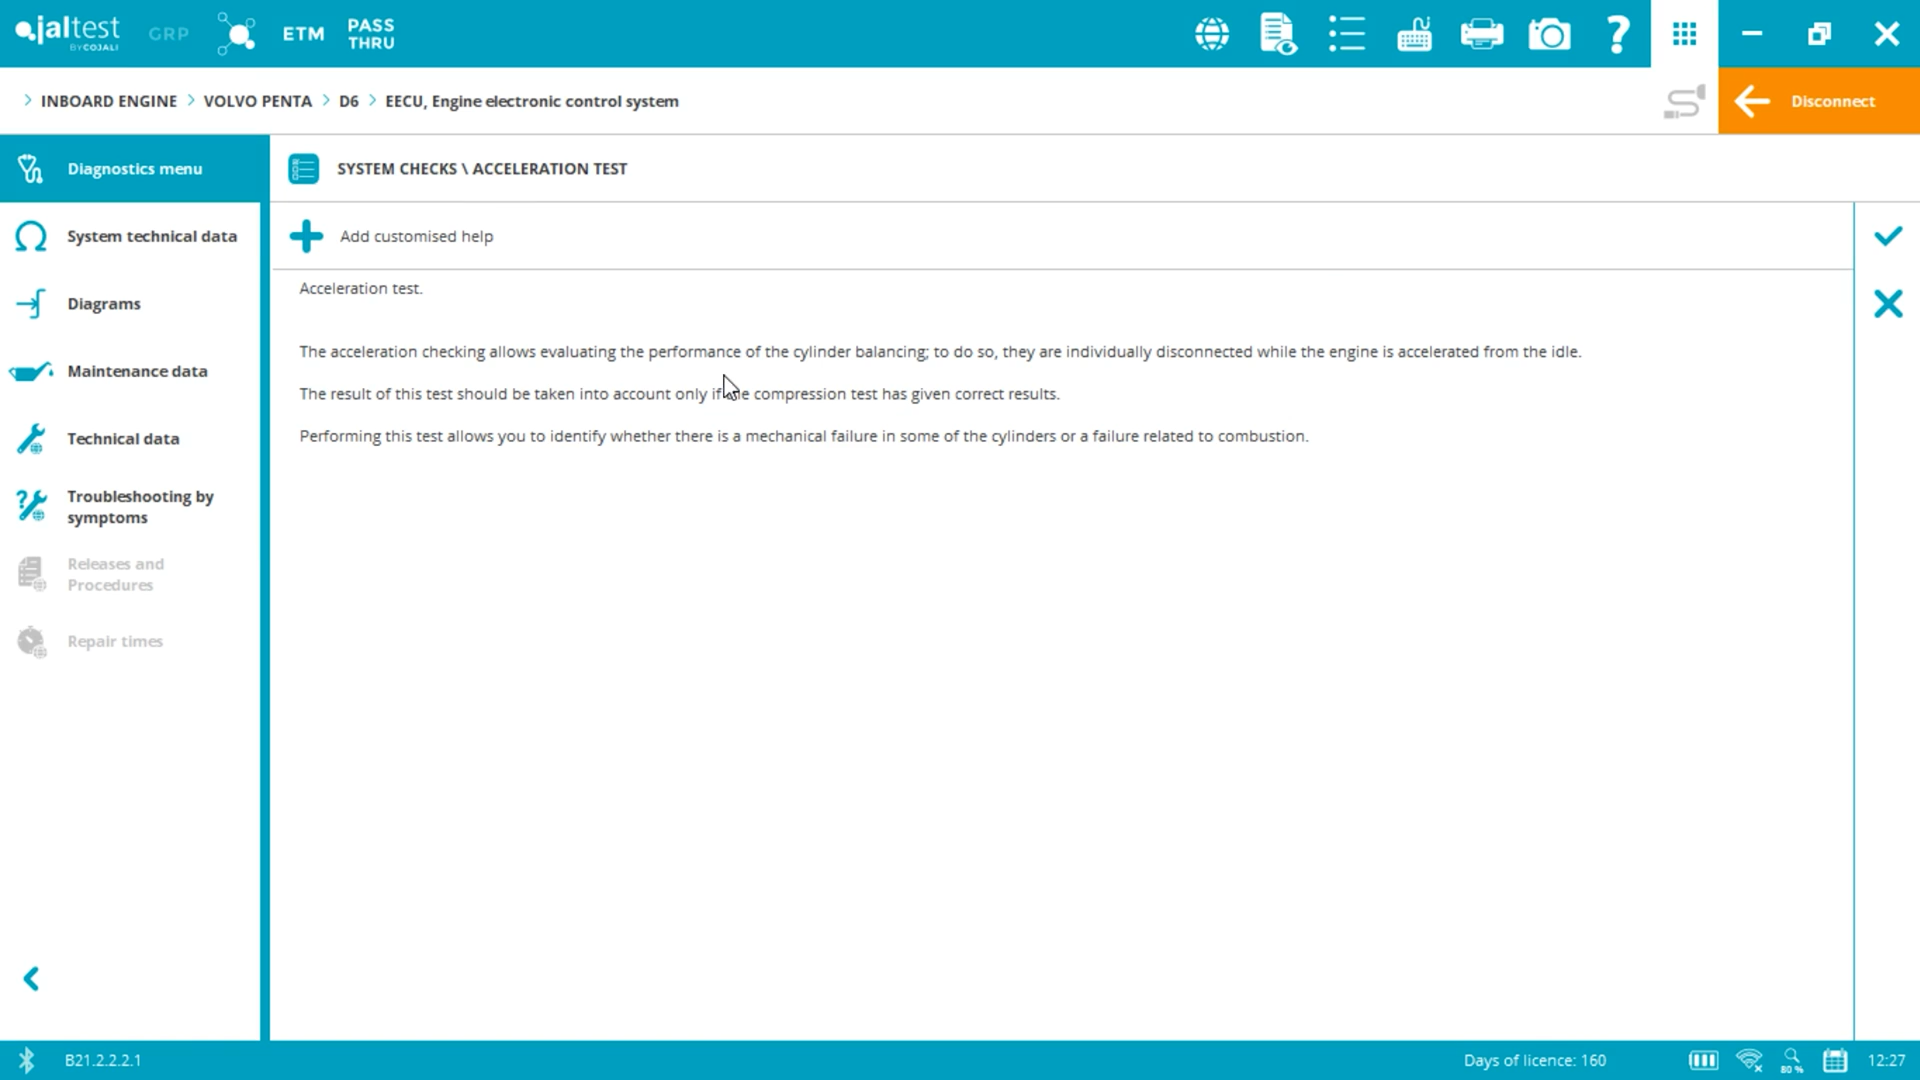 jaltest
BY COJALI
GRP
ETM
PASS
THRU
INBOARD ENGINE
VOLVO PENTA
D6
EECU, Engine electronic control system
Disconnect
Diagnostics menu
SYSTEM CHECKS \ ACCELERATION TEST
System technical data
Add customised help
Diagrams
Acceleration test.
The acceleration checking allows evaluating the performance of the cylinder balancing; to do so, they are individually disconnected while the engine is accelerated from the idle.
Maintenance data
The result of this test should be taken into account only if the compression test has given correct results.
Technical data
Performing this test allows you to identify whether there is a mechanical failure in some of the cylinders or a failure related to combustion.
Troubleshooting by
symptoms
Releases and
Procedures
Repair times
B21.2.2.2.1
Days of licence: 160
80 %
12:27